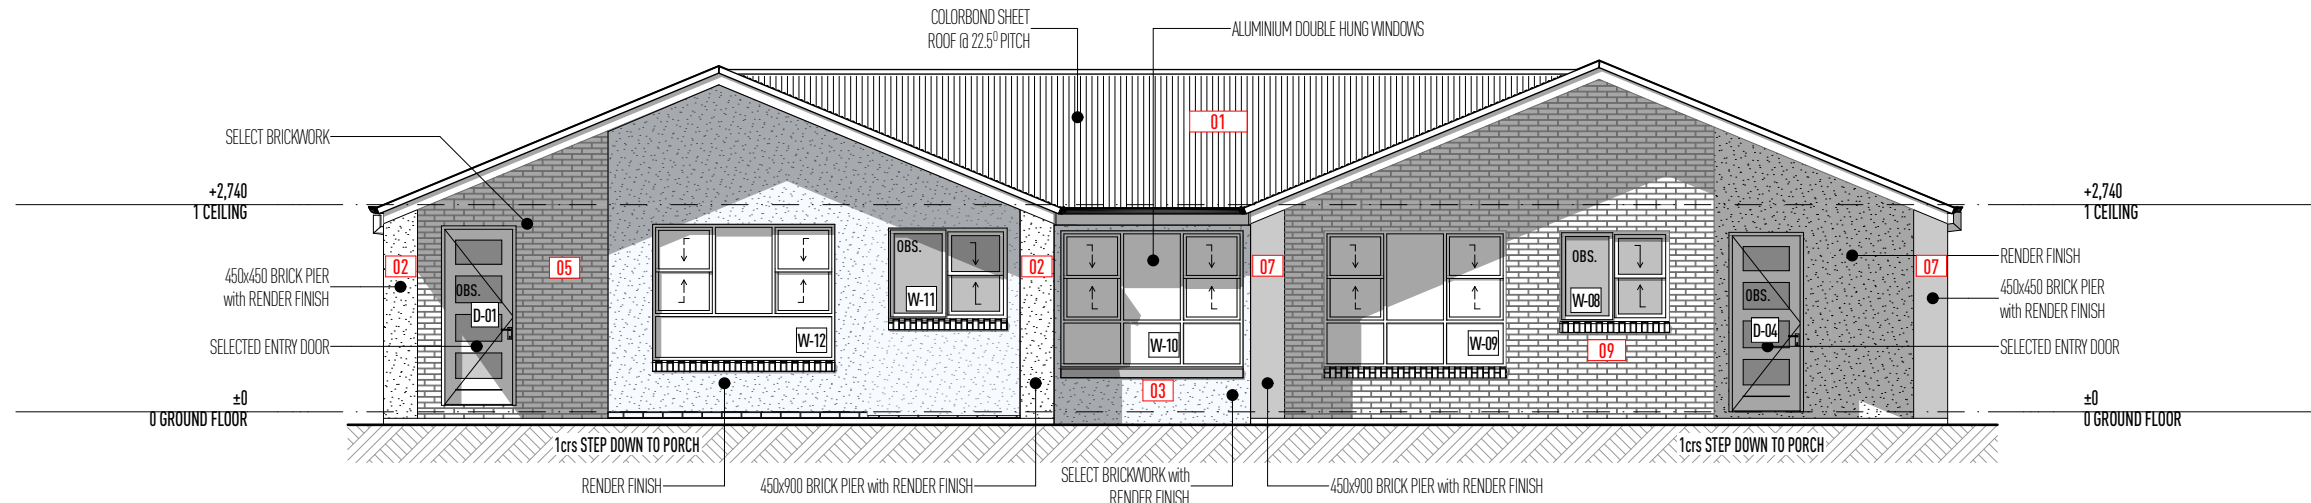 COLORBOND SHEET
ROOF @ 22.5⁰ PITCH
ALUMINIUM DOUBLE HUNG WINDOWS
01
SELECT BRICKWORK
+2,740
1 CEILING
+2,740
1 CEILING
02
05
02
07
07
450x450 BRICK PIER
with RENDER FINISH
RENDER FINISH
450x450 BRICK PIER
with RENDER FINISH
OBS.
D-01
W-12
OBS.
W-11
W-10
W-09
OBS.
W-08
OBS.
D-04
SELECTED ENTRY DOOR
SELECTED ENTRY DOOR
09
03
±0
0 GROUND FLOOR
±0
0 GROUND FLOOR
1crs STEP DOWN TO PORCH
1crs STEP DOWN TO PORCH
RENDER FINISH
450x900 BRICK PIER with RENDER FINISH
SELECT BRICKWORK with
RENDER FINISH
450x900 BRICK PIER with RENDER FINISH